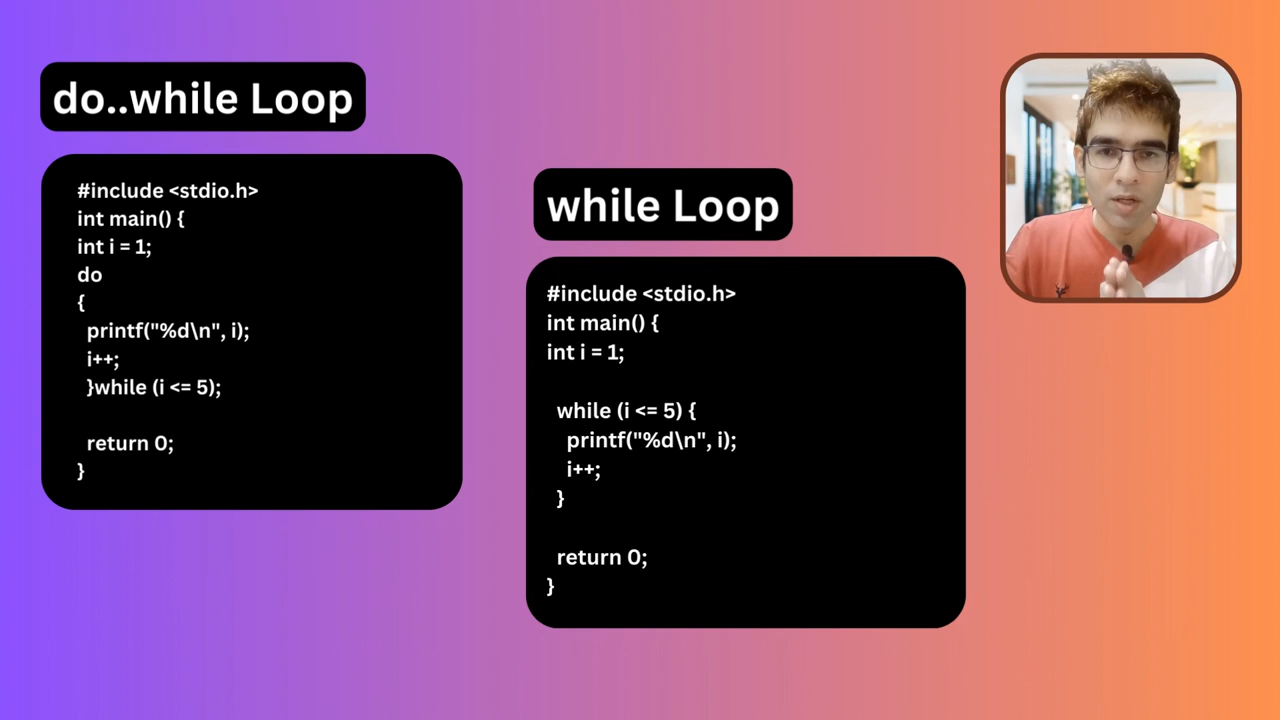 do..while Loop
#include <stdio.h>
int main() {
int i = 1;
do
{
printf("%d\n", i);
i++;
}while (i <= 5);
return 0;
}
while Loop
#include <stdio.h>
int main() {
int i = 1;
while (i <= 5) {
printf("%d\n", i);
i++;
}
return 0;
}